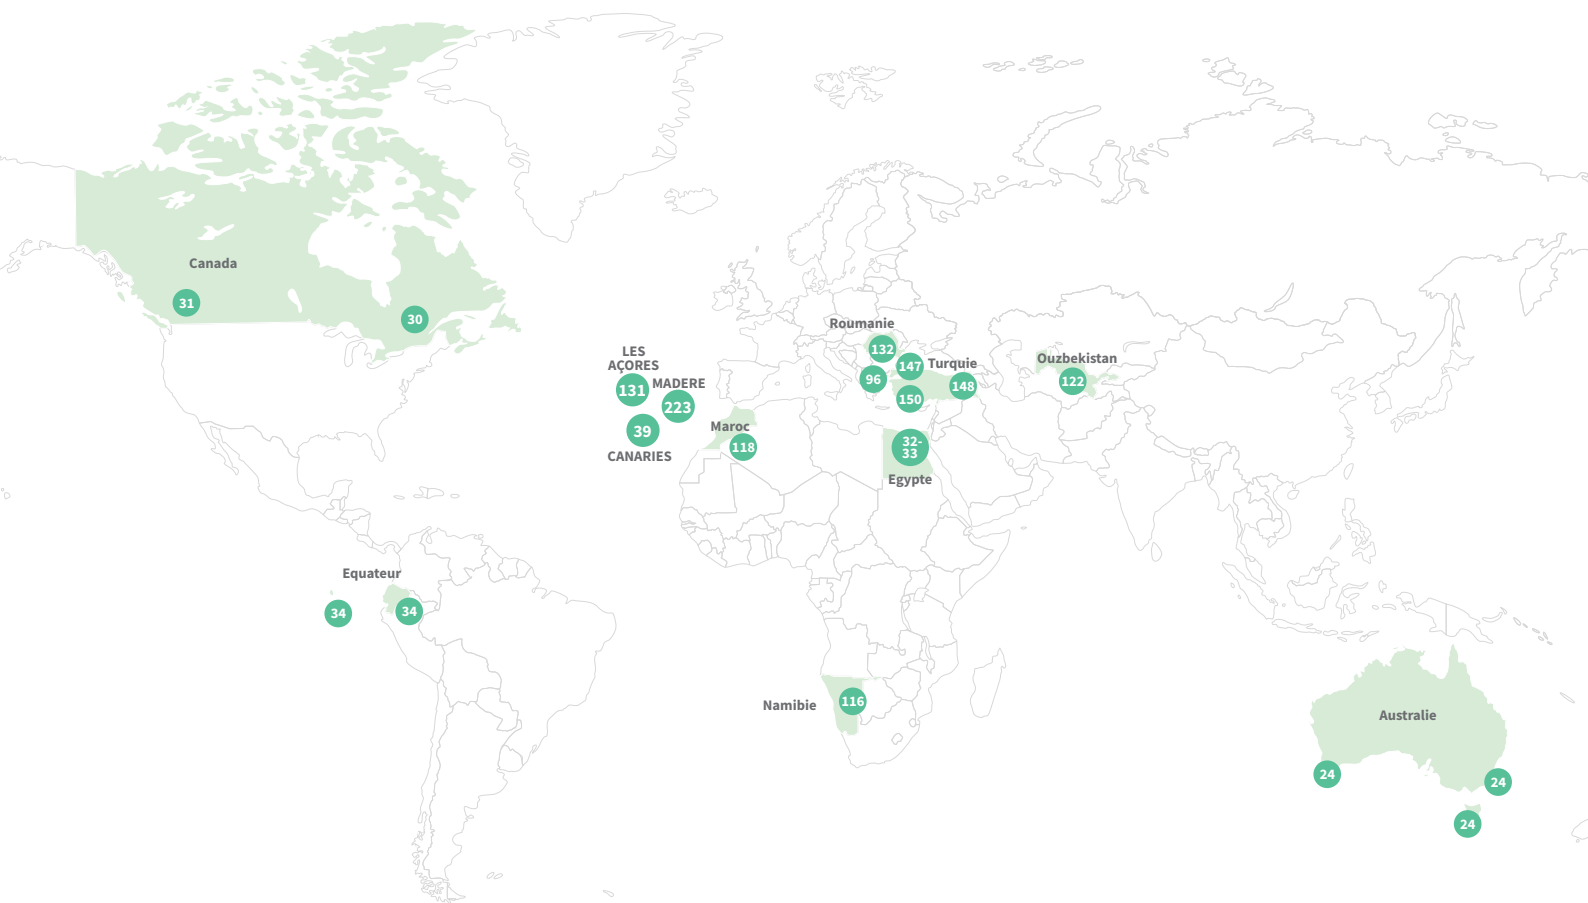 Canada
31
30
Roumanie
132
LES
AÇORES
131
MADERE
223
39
CANARIES
147
Turquie
96
148
150
Ouzbekistan
122
Maroc
118
32-
33
Egypte
Equateur
34
34
Namibie
116
Australie
24
24
24